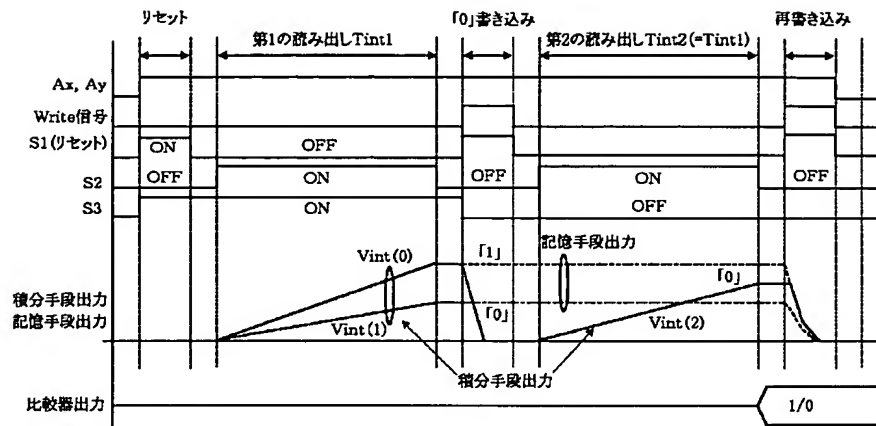 リセット 第1の読み出しTint1 「0」書き込み 第2の読み出しTint2(=Tint1) 再書き込み
Ax, Ay
Write信号
S1(リセット) ON OFF
S2 OFF ON OFF ON OFF
S3 ON OFF
Vint(0) 「1」 記憶手段出力
「0」
積分手段出力 「0」
記憶手段出力 Vint(1) Vint(2)
積分手段出力
比較器出力 1/0